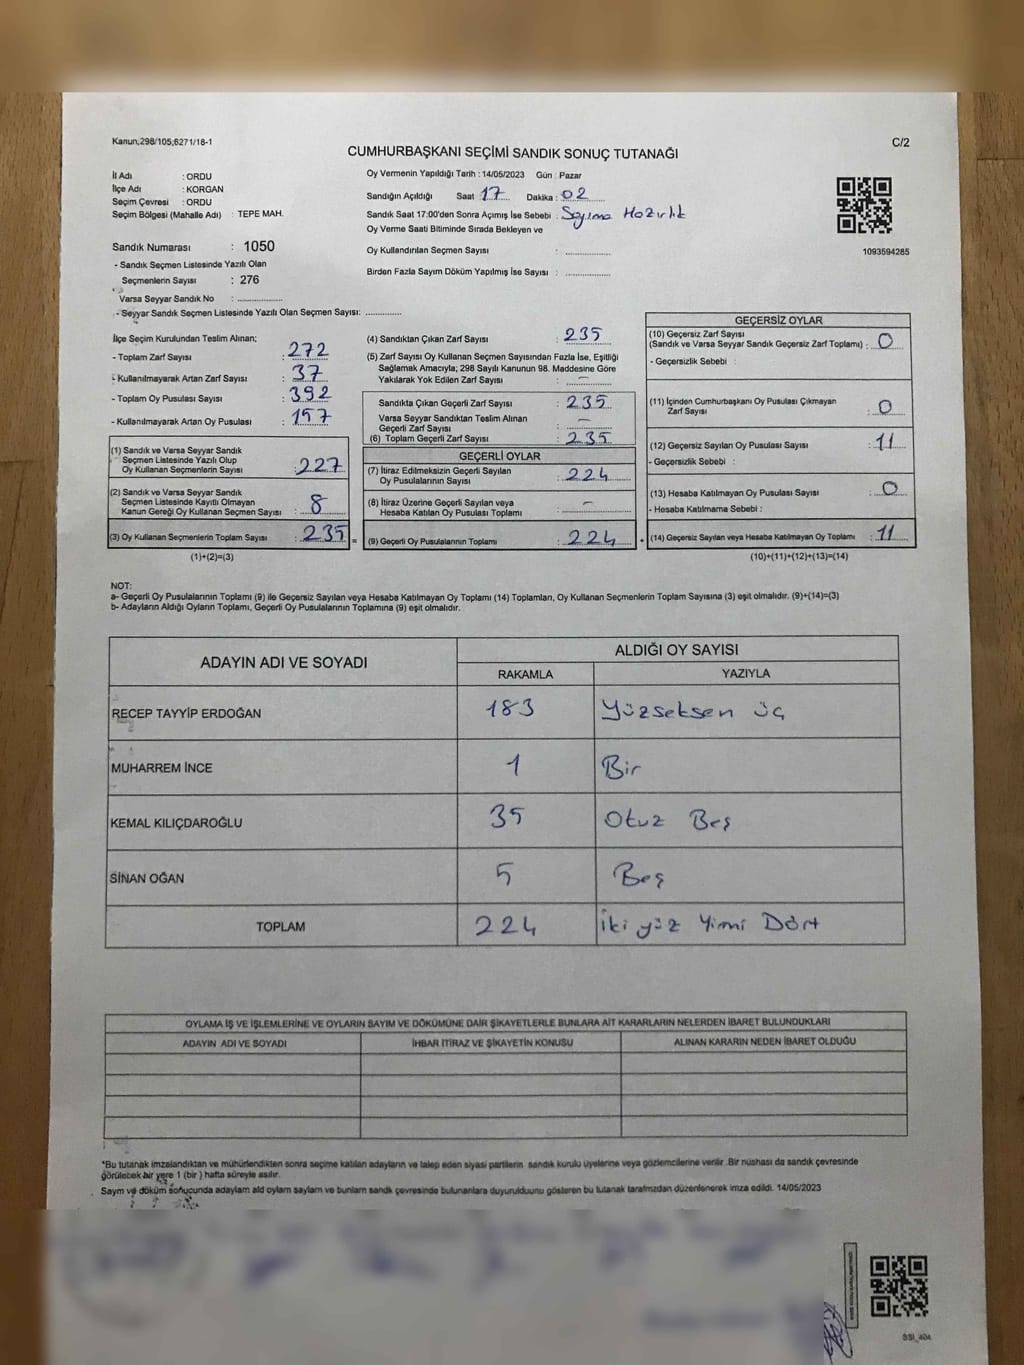 Kanun,298/105;6271/18-1
C/2
CUMHURBAŞKANI SEÇİMİ SANDIK SONUÇ TUTANAĞI
İl Adı : ORDU
İlçe Adı : KORGAN
Seçim Çevresi : ORDU
Seçim Bölgesi (Mahalle Adı) : TEPE MAH.
Sandık Numarası : 1050
- Sandık Seçmen Listesinde Yazılı Olan
Seçmenlerin Sayısı : 276
Varsa Seyyar Sandık No : ..............
- Seyyar Sandık Seçmen Listesinde Yazılı Olan Seçmen Sayısı: ............
Oy Vermenin Yapıldığı Tarih : 14/05/2023 Gün : Pazar
Sandığın Açıldığı Saat 17 Dakika : 02
Sandık Saat 17:00'den Sonra Açımış İse Sebebi : Sayıma Hazırlık
Oy Verme Saati Bitiminde Sırada Bekleyen ve
Oy Kullandırılan Seçmen Sayısı : ..............
Birden Fazla Sayım Döküm Yapılmış İse Sayısı : ..............
1093594285
İlçe Seçim Kurulundan Teslim Alınan;
- Toplam Zarf Sayısı : 272
- Kullanılmayarak Artan Zarf Sayısı : 37
- Toplam Oy Pusulası Sayısı : 392
- Kullanılmayarak Artan Oy Pusulası : 157
(1) Sandık ve Varsa Seyyar Sandık
Seçmen Listesinde Yazılı Olup
Oy Kullanan Seçmenlerin Sayısı : 227
(2) Sandık ve Varsa Seyyar Sandık
Seçmen Listesinde Kayıtlı Olmayan
Kanun Gereği Oy Kullanan Seçmen Sayısı : 8
(3) Oy Kullanan Seçmenlerin Toplam Sayısı : 235 =
(1)+(2)=(3)
(4) Sandıktan Çıkan Zarf Sayısı : 235
(5) Zarf Sayısı Oy Kullanan Seçmen Sayısından Fazla İse, Eşitliği
Sağlamak Amacıyla; 298 Sayılı Kanunun 98. Maddesine Göre
Yakılarak Yok Edilen Zarf Sayısı : –
Sandıkta Çıkan Geçerli Zarf Sayısı : 235
Varsa Seyyar Sandıktan Teslim Alınan
Geçerli Zarf Sayısı : –
(6) Toplam Geçerli Zarf Sayısı : 235
GEÇERLİ OYLAR
(7) İtiraz Edilmeksizin Geçerli Sayılan
Oy Pusulalarının Sayısı : 224
(8) İtiraz Üzerine Geçerli Sayılan veya
Hesaba Katılan Oy Pusulası Toplamı : –
(9) Geçerli Oy Pusulalarının Toplamı : 224 +
GEÇERSİZ OYLAR
(10) Geçersiz Zarf Sayısı
(Sandık ve Varsa Seyyar Sandık Geçersiz Zarf Toplamı) : 0
- Geçersizlik Sebebi :
(11) İçinden Cumhurbaşkanı Oy Pusulası Çıkmayan
Zarf Sayısı : 0
(12) Geçersiz Sayılan Oy Pusulası Sayısı : 11
- Geçersizlik Sebebi :
(13) Hesaba Katılmayan Oy Pusulası Sayısı : 0
- Hesaba Katılmama Sebebi :
(14) Geçersiz Sayılan veya Hesaba Katılmayan Oy Toplamı : 11
(10)+(11)+(12)+(13)=(14)
NOT:
a- Geçerli Oy Pusulalarının Toplamı (9) ile Geçersiz Sayılan veya Hesaba Katılmayan Oy Toplamı (14) Toplamları, Oy Kullanan Seçmenlerin Toplam Sayısına (3) eşit olmalıdır. (9)+(14)=(3)
b- Adayların Aldığı Oyların Toplamı, Geçerli Oy Pusulalarının Toplamına (9) eşit olmalıdır.
ADAYIN ADI VE SOYADI
ALDIĞI OY SAYISI
RAKAMLA YAZIYLA
RECEP TAYYİP ERDOĞAN 183 Yüzseksen üç
MUHARREM İNCE 1 Bir
KEMAL KILIÇDAROĞLU 35 Otuz Beş
SİNAN OĞAN 5 Beş
TOPLAM 224 İki yüz Yirmi Dört
OYLAMA İŞ VE İŞLEMLERİNE VE OYLARIN SAYIM VE DÖKÜMÜNE DAİR ŞİKAYETLERLE BUNLARA AİT KARARLARIN NELERDEN İBARET BULUNDUKLARI
ADAYIN ADI VE SOYADI İHBAR İTİRAZ VE ŞİKAYETİN KONUSU ALINAN KARARIN NEDEN İBARET OLDUĞU
*Bu tutanak imzalandıktan ve mühürlendikten sonra seçime katılan adayların ve talep eden siyasi partilerin sandık kurulu üyelerine veya gözlemcilerine verilir .Bir nüshası da sandık çevresinde
görülecek bir yere 1 (bir ) hafta süreyle asılır.
Sayım ve döküm sonucunda adaylam ald oylam sayları ve bunlam sandk çevresinde bulunanlara duyurulduunu gösteren bu tutanak tarafmzdan düzenlenerek imza edildi. 14/05/2023